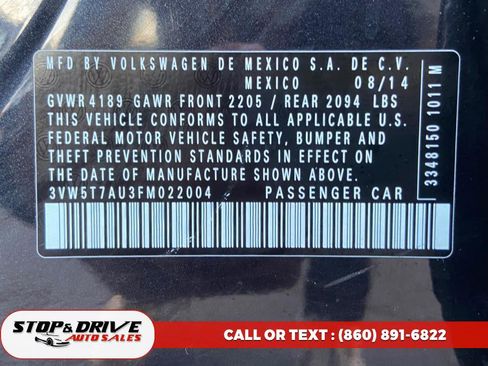 MFD BY VOLKSWAGEN DE MEXICO S.A. DE C.V.
MEXICO 08/14
GVWR 4189 GAWR FRONT 2205 / REAR 2094 LBS
THIS VEHICLE CONFORMS TO ALL APPLICABLE U.S.
FEDERAL MOTOR VEHICLE SAFETY, BUMPER AND
THEFT PREVENTION STANDARDS IN EFFECT ON
THE DATE OF MANUFACTURE SHOWN ABOVE.
3VW5T7AU3FM022004 PASSENGER CAR
3348150 1011 M
STOP & DRIVE
AUTO SALES
CALL OR TEXT : (860) 891-6822